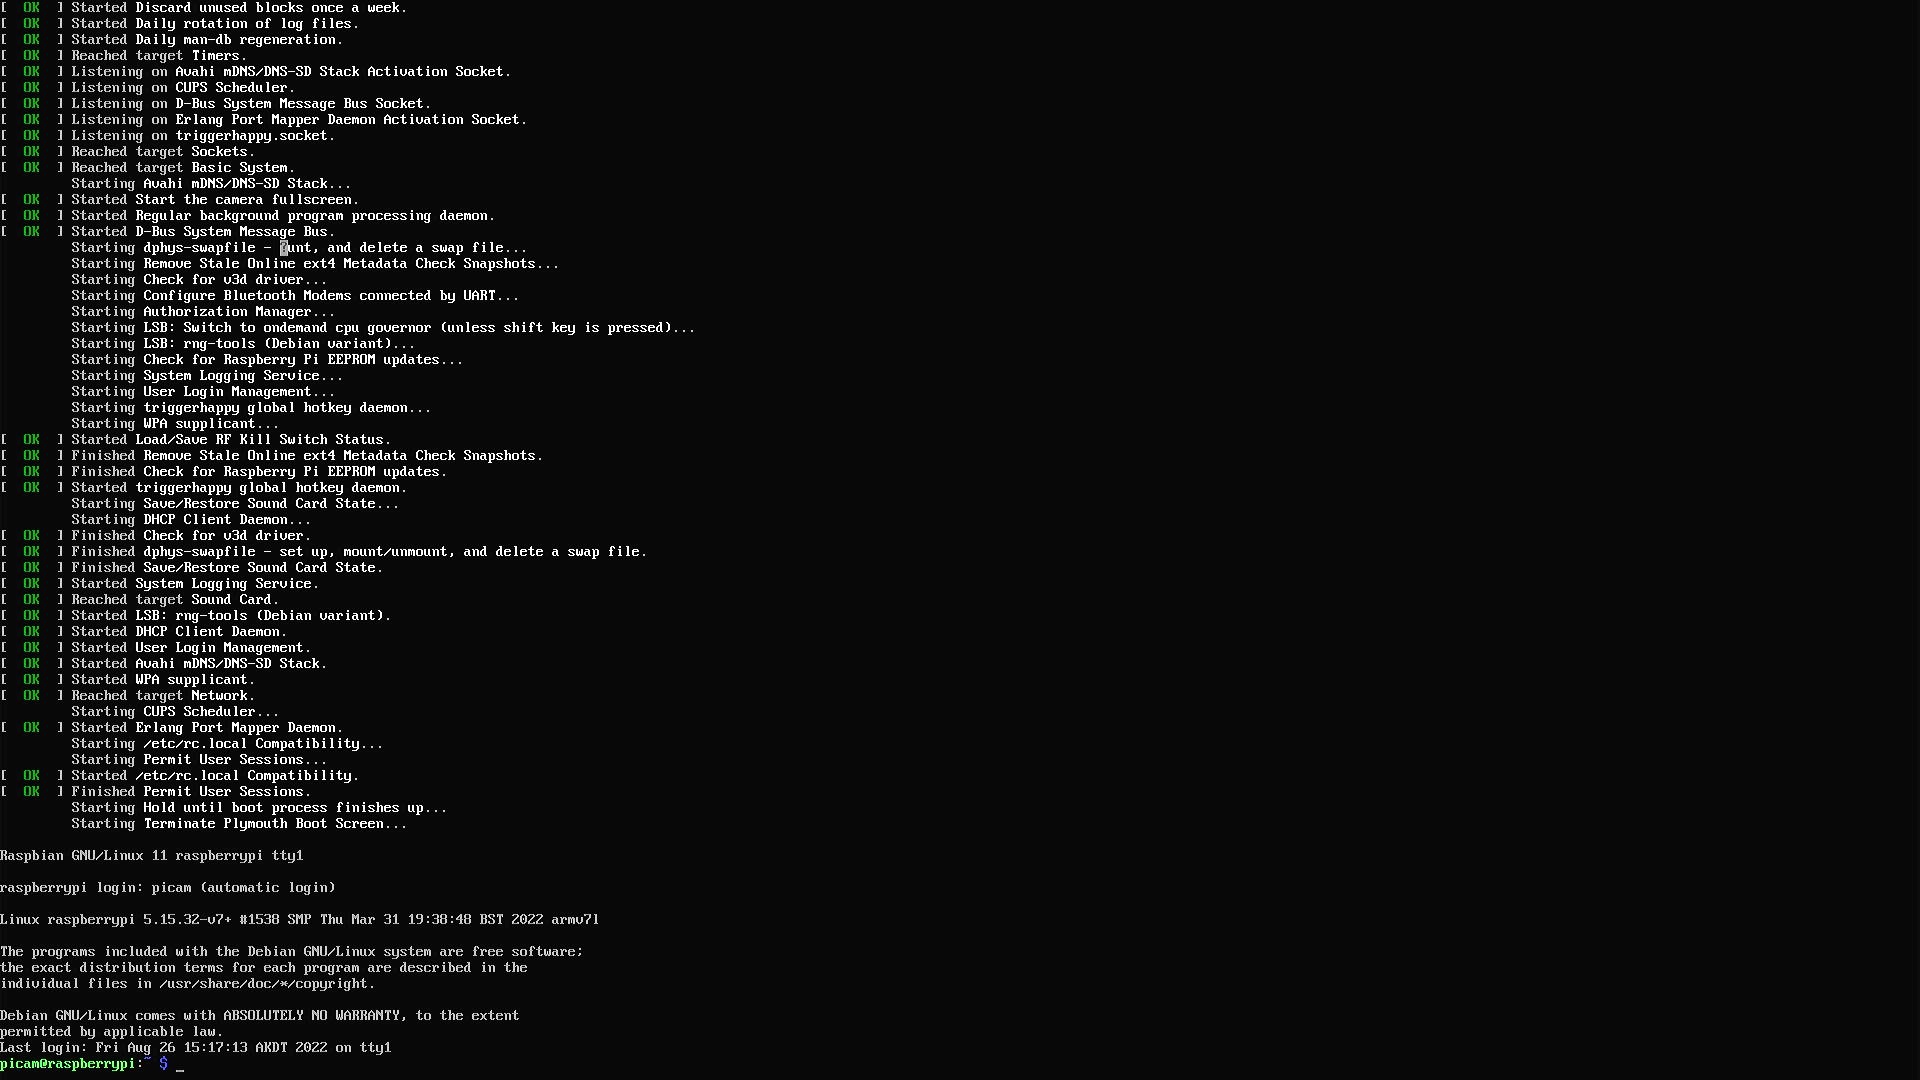 [  OK  ] Started Discard unused blocks once a week.
[  OK  ] Started Daily rotation of log files.
[  OK  ] Started Daily man-db regeneration.
[  OK  ] Reached target Timers.
[  OK  ] Listening on Avahi mDNS/DNS-SD Stack Activation Socket.
[  OK  ] Listening on CUPS Scheduler.
[  OK  ] Listening on D-Bus System Message Bus Socket.
[  OK  ] Listening on Erlang Port Mapper Daemon Activation Socket.
[  OK  ] Listening on triggerhappy.socket.
[  OK  ] Reached target Sockets.
[  OK  ] Reached target Basic System.
Starting Avahi mDNS/DNS-SD Stack...
[  OK  ] Started Start the camera fullscreen.
[  OK  ] Started Regular background program processing daemon.
[  OK  ] Started D-Bus System Message Bus.
Starting dphys-swapfile - ?unt, and delete a swap file...
Starting Remove Stale Online ext4 Metadata Check Snapshots...
Starting Check for v3d driver...
Starting Configure Bluetooth Modems connected by UART...
Starting Authorization Manager...
Starting LSB: Switch to ondemand cpu governor (unless shift key is pressed)...
Starting LSB: rng-tools (Debian variant)...
Starting Check for Raspberry Pi EEPROM updates...
Starting System Logging Service...
Starting User Login Management...
Starting triggerhappy global hotkey daemon...
Starting WPA supplicant...
[  OK  ] Started Load/Save RF Kill Switch Status.
[  OK  ] Finished Remove Stale Online ext4 Metadata Check Snapshots.
[  OK  ] Finished Check for Raspberry Pi EEPROM updates.
[  OK  ] Started triggerhappy global hotkey daemon.
Starting Save/Restore Sound Card State...
Starting DHCP Client Daemon...
[  OK  ] Finished Check for v3d driver.
[  OK  ] Finished dphys-swapfile - set up, mount/unmount, and delete a swap file.
[  OK  ] Finished Save/Restore Sound Card State.
[  OK  ] Started System Logging Service.
[  OK  ] Reached target Sound Card.
[  OK  ] Started LSB: rng-tools (Debian variant).
[  OK  ] Started DHCP Client Daemon.
[  OK  ] Started User Login Management.
[  OK  ] Started Avahi mDNS/DNS-SD Stack.
[  OK  ] Started WPA supplicant.
[  OK  ] Reached target Network.
Starting CUPS Scheduler...
[  OK  ] Started Erlang Port Mapper Daemon.
Starting /etc/rc.local Compatibility...
Starting Permit User Sessions...
[  OK  ] Started /etc/rc.local Compatibility.
[  OK  ] Finished Permit User Sessions.
Starting Hold until boot process finishes up...
Starting Terminate Plymouth Boot Screen...
Raspbian GNU/Linux 11 raspberrypi tty1
raspberrypi login: picam (automatic login)
Linux raspberrypi 5.15.32-v7+ #1538 SMP Thu Mar 31 19:38:48 BST 2022 armv7l
The programs included with the Debian GNU/Linux system are free software;
the exact distribution terms for each program are described in the
individual files in /usr/share/doc/*/copyright.
Debian GNU/Linux comes with ABSOLUTELY NO WARRANTY, to the extent
permitted by applicable law.
Last login: Fri Aug 26 15:17:13 AKDT 2022 on tty1
picam@raspberrypi:~ $ _